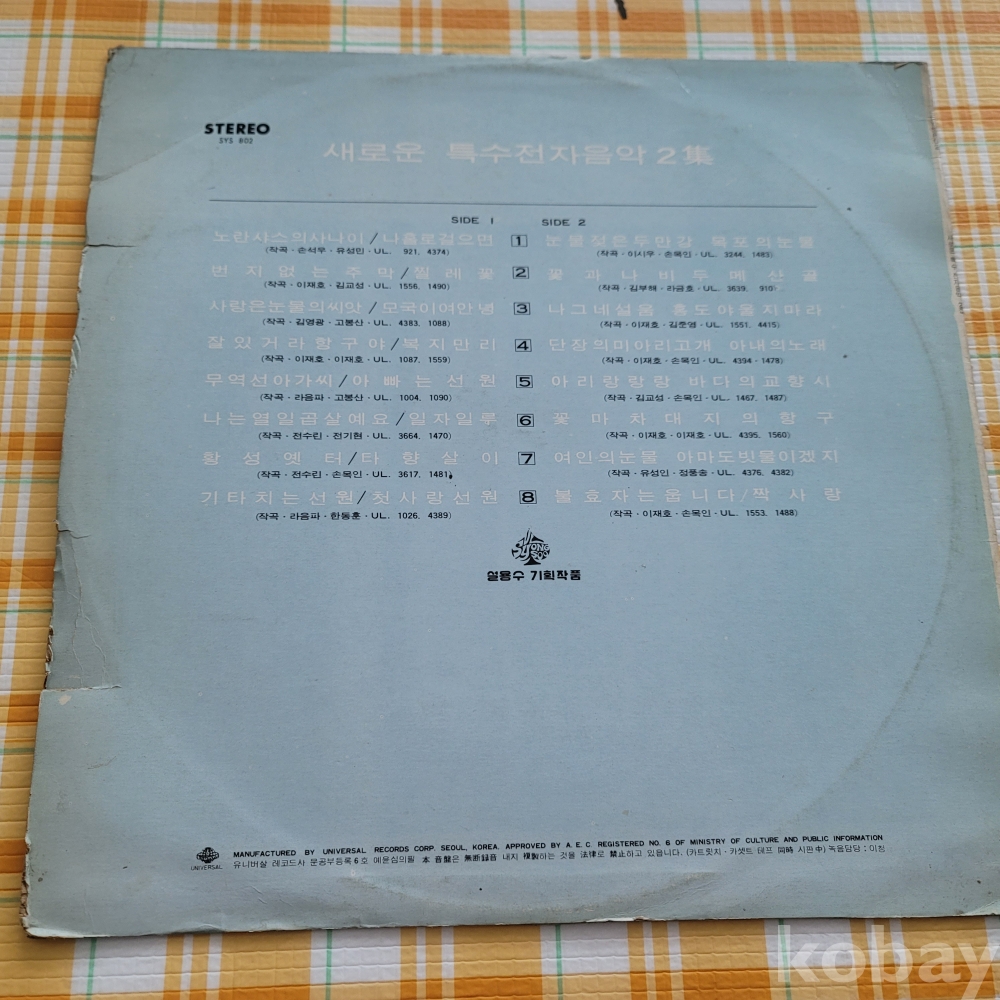 STEREO
SYS 802
새로운 특수전자음악 2集
SIDE 1 SIDE 2
노란샤스의사나이/나홀로걸으면 1 눈물젖은두만강 목포의눈물
(작곡·손석우·유성민·UL. 921, 4374) (작곡·이시우·손목인·UL. 3244, 1485)
번지없는주막/찔레꽃 2 꽃과나비두메산골
(작곡·이재호·김교성·UL. 1556, 1490) (작곡·김부해·라금호·UL. 3639, 910)
사랑은눈물의씨앗/모국이여안녕 3 나그네설움 홍도야울지마라
(작곡·김영광·고봉산·UL. 4383, 1088) (작곡·이재호·김준영·UL. 1551, 4415)
잘있거라항구야/복지만리 4 단장의미아리고개 아내의노래
(작곡·이재호·이재호·UL. 1087, 1559) (작곡·이재호·손목인·UL. 4394·1478)
무역선아가씨/아빠는선원 5 아리랑랑랑 바다의교향시
(작곡·라음파·고봉산·UL. 1004, 1090) (작곡·김교성·손목인·UL. 1467, 1487)
나는열일곱살예요/일자일루 6 꽃마차대지의항구
(작곡·전수린·전기현·UL. 3664, 1470) (작곡·이재호·이재호·UL. 4395, 1560)
황성옛터/타향살이 7 여인의눈물 아마도빗물이겠지
(작곡·전수린·손목인·UL. 3617, 1481) (작곡·유성인·정풍송·UL. 4376, 4382)
기타치는선원/첫사랑선원 8 불효자는웁니다/짝사랑
(작곡·라음파·한동훈·UL. 1026, 4389) (작곡·이재호·손목인·UL. 1553, 1488)
설용수 기획작품
MANUFACTURED BY UNIVERSAL RECORDS CORP. SEOUL, KOREA. APPROVED BY A.E.C. REGISTERED NO. 6 OF MINISTRY OF CULTURE AND PUBLIC INFORMATION
UNIVERSAL 유니버살 레코드사 문공부등록 6호 예윤심의필 本 音盤은 無断録音 내지 複製하는 것을 法律로 禁止하고 있읍니다. (카트릿지·카셋트 테프 同時 시판中) 녹음담당:이청
kobay